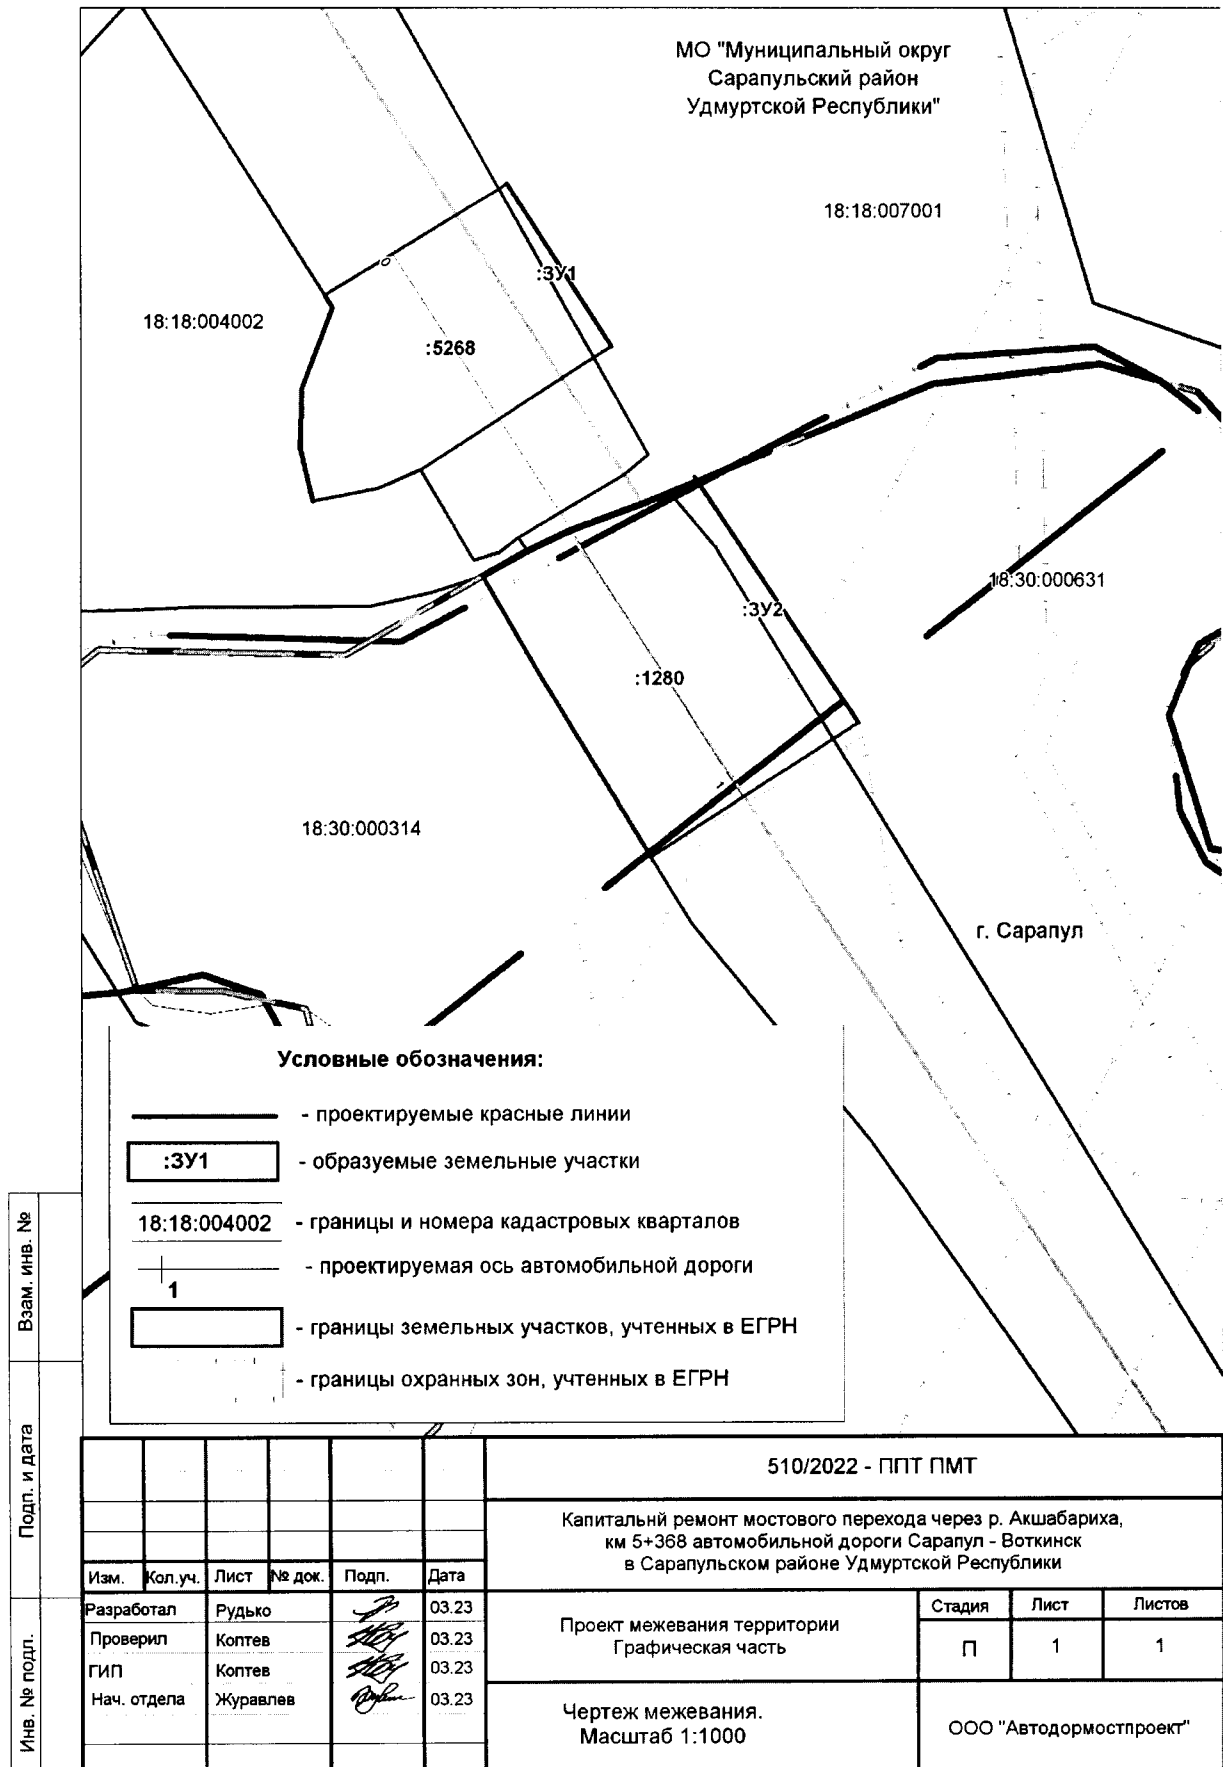 МО "Муниципальный округ
Сарапульский район
Удмуртской Республики"
18:18:007001
:ЗУ1
18:18:004002
:5268
18:30:000631
:ЗУ2
:1280
18:30:000314
г. Сарапул
Условные обозначения:
- проектируемые красные линии
:ЗУ1 - образуемые земельные участки
18:18:004002 - границы и номера кадастровых кварталов
1 - проектируемая ось автомобильной дороги
- границы земельных участков, учтенных в ЕГРН
- границы охранных зон, учтенных в ЕГРН
Взам. инв. №
Подп. и дата
Инв. № подл.
510/2022 - ППТ ПМТ
Капитальнй ремонт мостового перехода через р. Акшабариха,
км 5+368 автомобильной дороги Сарапул - Воткинск
в Сарапульском районе Удмуртской Республики
Изм. Кол.уч. Лист № док. Подп. Дата
Разработал Рудько 03.23
Проверил Коптев 03.23
ГИП Коптев 03.23
Нач. отдела Журавлев 03.23
Проект межевания территории
Графическая часть
Стадия Лист Листов
П 1 1
Чертеж межевания.
Масштаб 1:1000
ООО "Автодормостпроект"